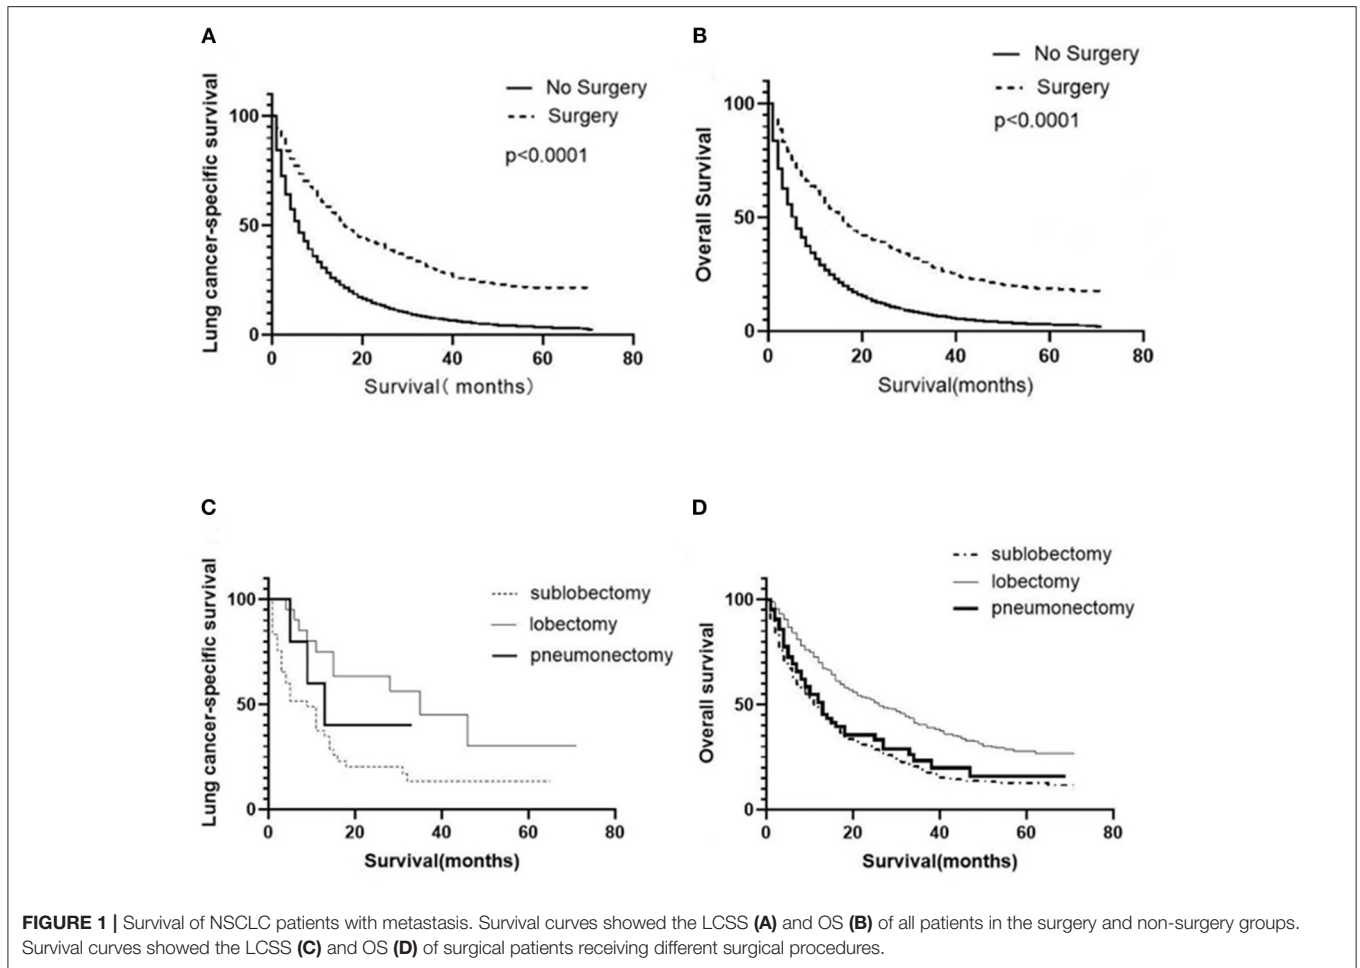 A
No Surgery
Surgery
p<0.0001
Lung cancer-specific survival
100
50
0
0 20 40 60 80
Survival( months)
B
No Surgery
Surgery
p<0.0001
Overall Survival
100
50
0
0 20 40 60 80
Survival(months)
C
sublobectomy
lobectomy
pneumonectomy
Lung cancer-specific survival
100
50
0
0 20 40 60 80
Survival(months)
D
sublobectomy
lobectomy
pneumonectomy
Overall survival
100
50
0
0 20 40 60 80
Survival(months)
FIGURE 1 | Survival of NSCLC patients with metastasis. Survival curves showed the LCSS (A) and OS (B) of all patients in the surgery and non-surgery groups.
Survival curves showed the LCSS (C) and OS (D) of surgical patients receiving different surgical procedures.